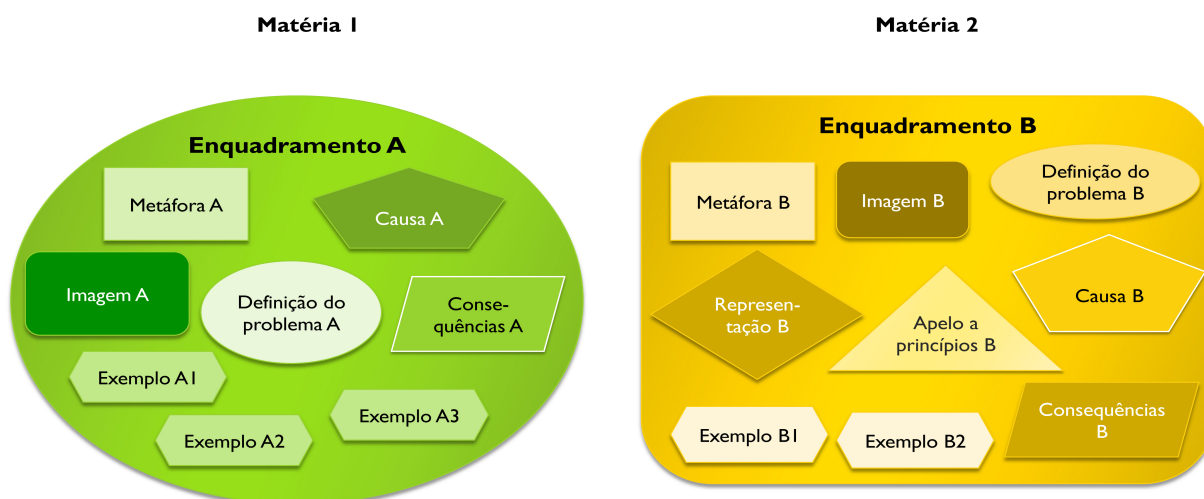 Matéria 1
Matéria 2
Enquadramento A
Metáfora A
Causa A
Imagem A
Definição do
problema A
Conse-
quências A
Exemplo A1
Exemplo A2
Exemplo A3
Enquadramento B
Metáfora B
Imagem B
Definição do
problema B
Represen-
tação B
Apelo a
princípios B
Causa B
Exemplo B1
Exemplo B2
Consequências
B